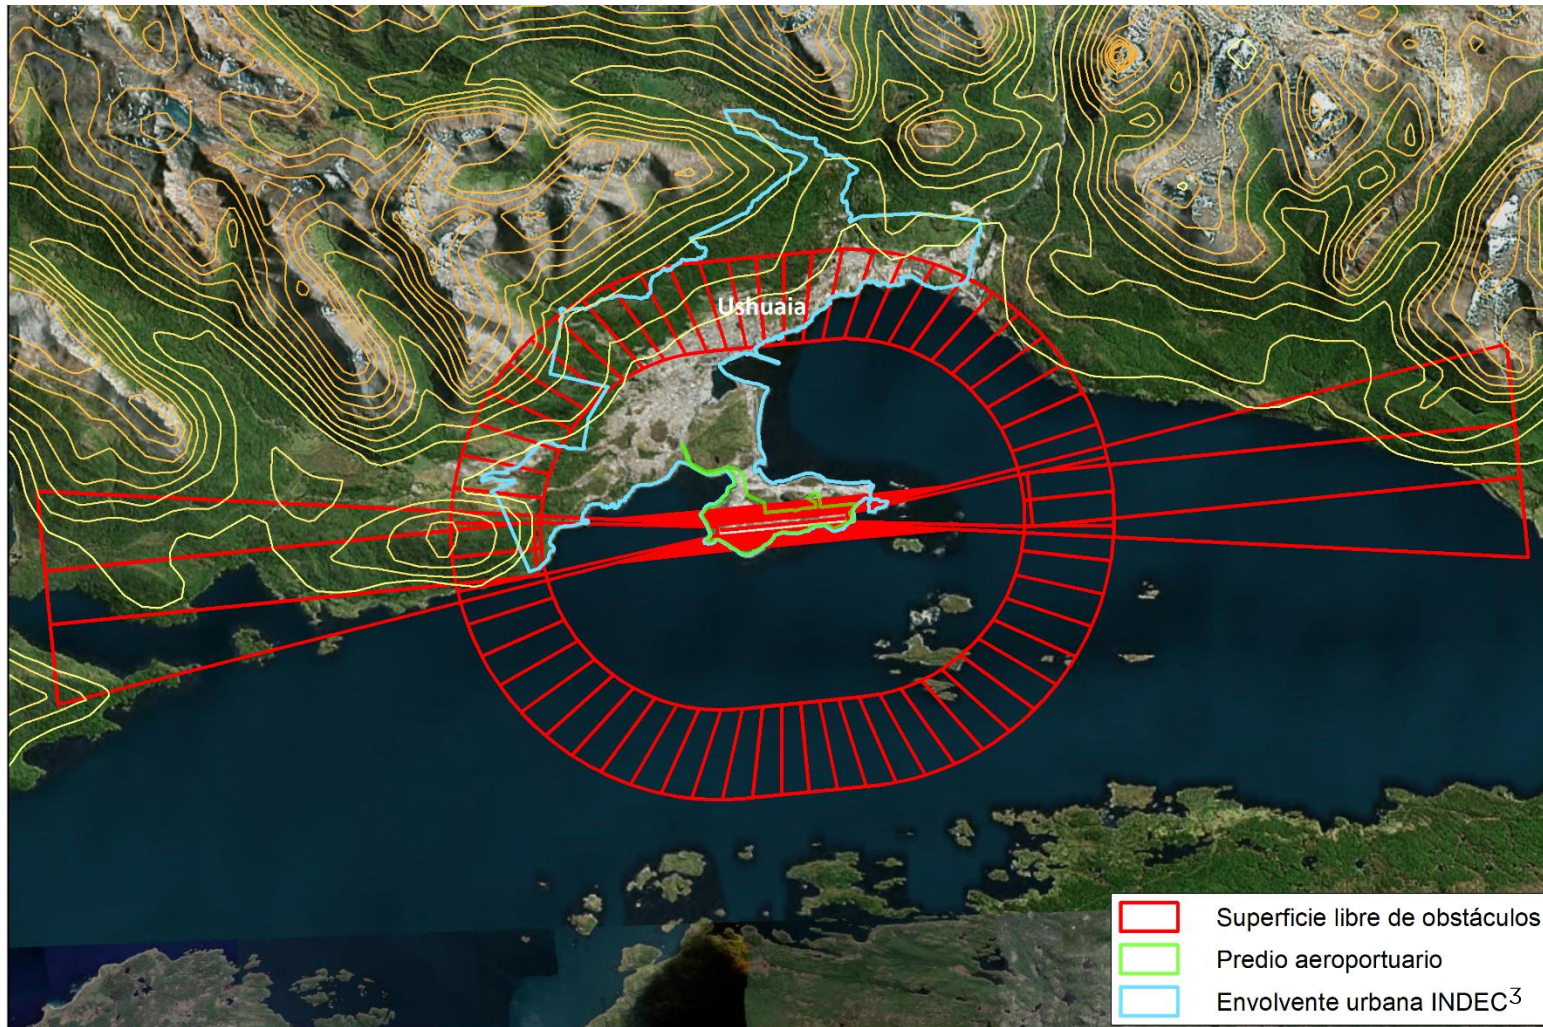 Ushuaia
Superficie libre de obstáculos
Predio aeroportuario
Envolvente urbana INDEC³